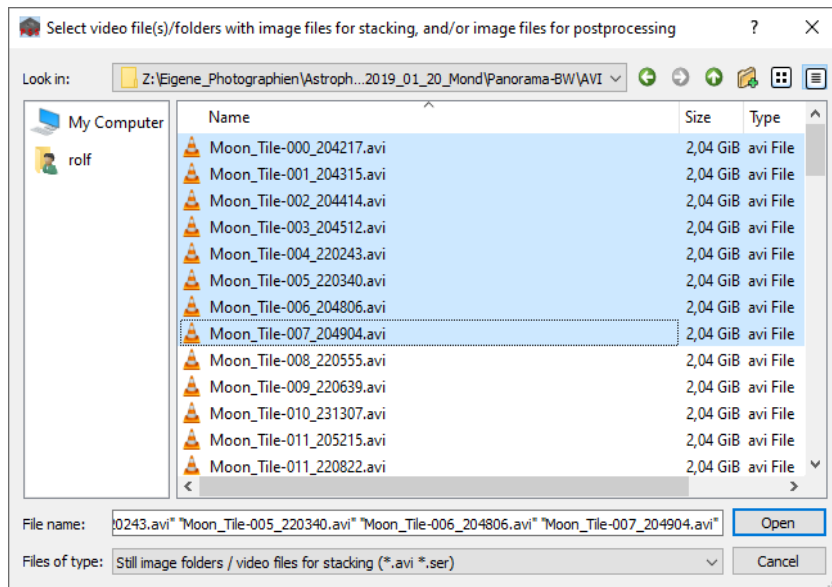 Select video file(s)/folders with image files for stacking, and/or image files for postprocessing
Look in: Z:\Eigene_Photographien\Astroph...2019_01_20_Mond\Panorama-BW\AVI
My Computer
rolf
Name Size Type
Moon_Tile-000_204217.avi 2,04 GiB avi File
Moon_Tile-001_204315.avi 2,04 GiB avi File
Moon_Tile-002_204414.avi 2,04 GiB avi File
Moon_Tile-003_204512.avi 2,04 GiB avi File
Moon_Tile-004_220243.avi 2,04 GiB avi File
Moon_Tile-005_220340.avi 2,04 GiB avi File
Moon_Tile-006_204806.avi 2,04 GiB avi File
Moon_Tile-007_204904.avi 2,04 GiB avi File
Moon_Tile-008_220555.avi 2,04 GiB avi File
Moon_Tile-009_220639.avi 2,04 GiB avi File
Moon_Tile-010_231307.avi 2,04 GiB avi File
Moon_Tile-011_205215.avi 2,04 GiB avi File
Moon_Tile-011_220822.avi 2,04 GiB avi File
File name: 20243.avi" "Moon_Tile-005_220340.avi" "Moon_Tile-006_204806.avi" "Moon_Tile-007_204904.avi" Open
Files of type: Still image folders / video files for stacking (*.avi *.ser) Cancel